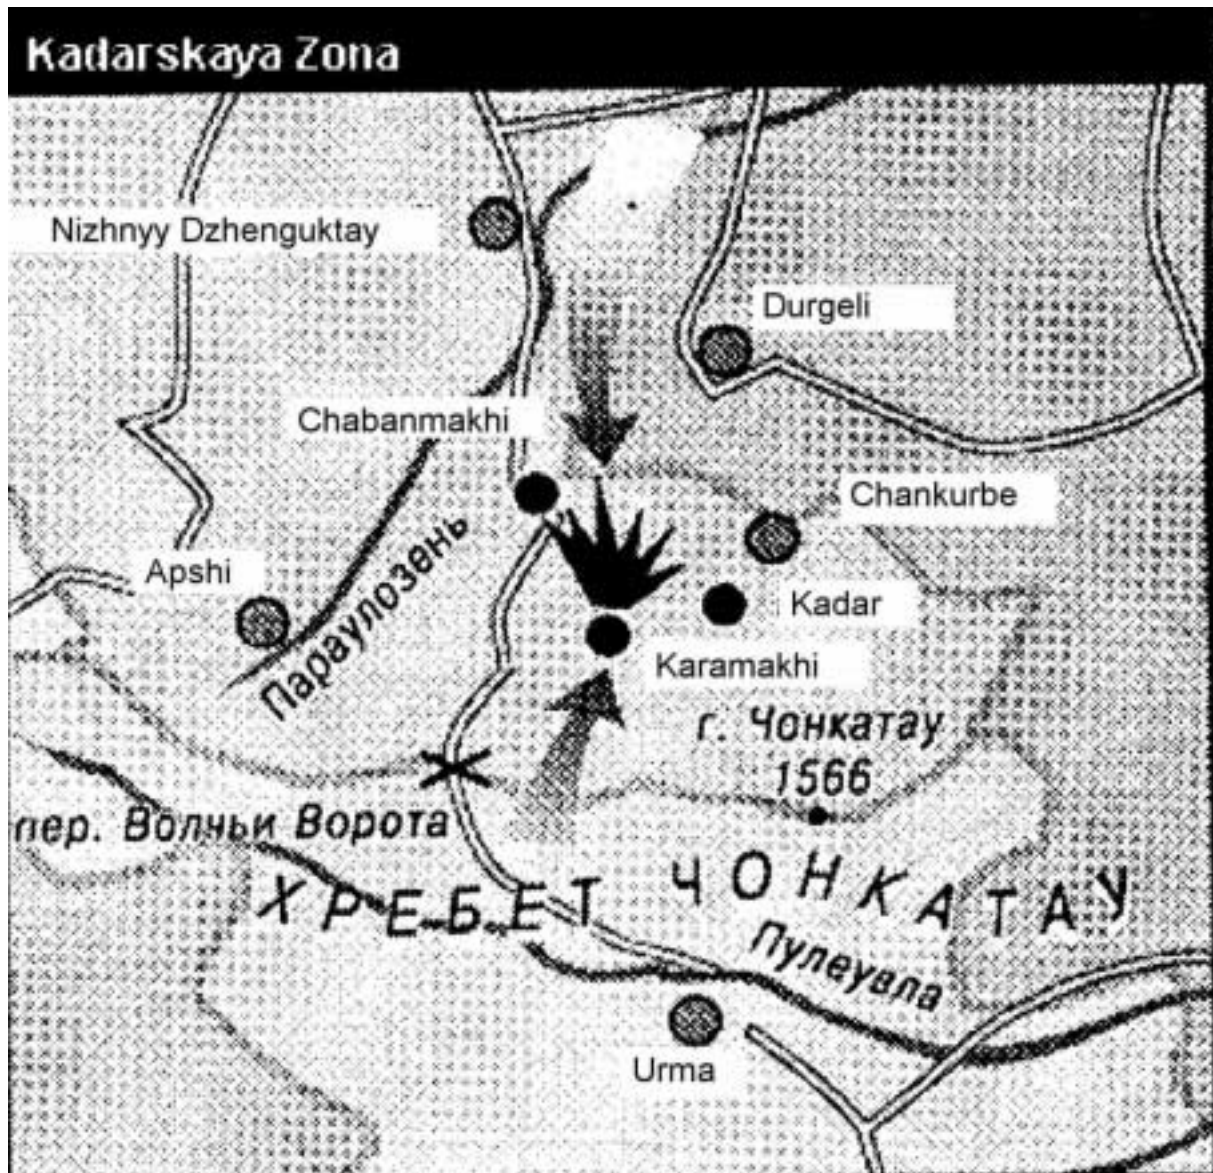 Kadarskaya Zona
Nizhnyy Dzhenguktay
Durgeli
Chabanmakhi
Chankurbe
Apshi
Параулозень
Kadar
Karamakhi
г. Чонкатау
1566
пер. Волчьи Ворота
ХРЕБЕТ ЧОНКАТАУ
Пулеувла
Urma